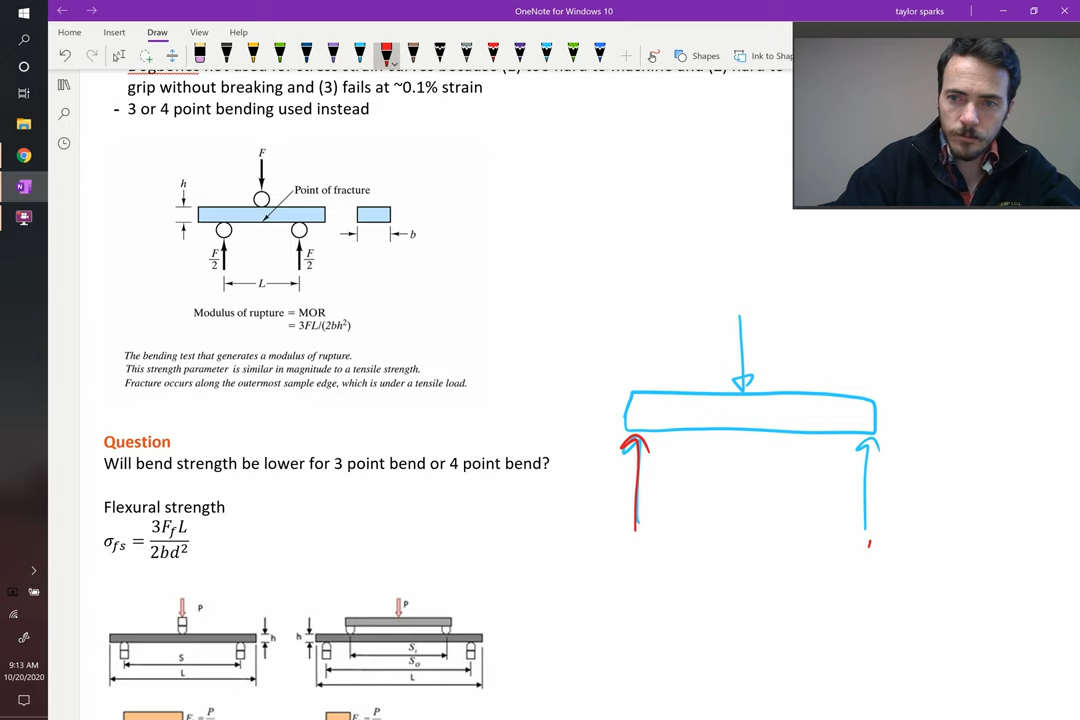 OneNote for Windows 10
taylor sparks
Home Insert Draw View Help
Shapes
Ink to Shap
grip without breaking and (3) fails at ~0.1% strain
- 3 or 4 point bending used instead
F
h
Point of fracture
b
F/2 F/2
L
Modulus of rupture = MOR
= 3FL/(2bh²)
The bending test that generates a modulus of rupture.
This strength parameter is similar in magnitude to a tensile strength.
Fracture occurs along the outermost sample edge, which is under a tensile load.
Question
Will bend strength be lower for 3 point bend or 4 point bend?
Flexural strength
σ_fs = 3F_f L / 2bd²
P P
h h
S S_i
S_o
L L
P P
9:13 AM
10/20/2020